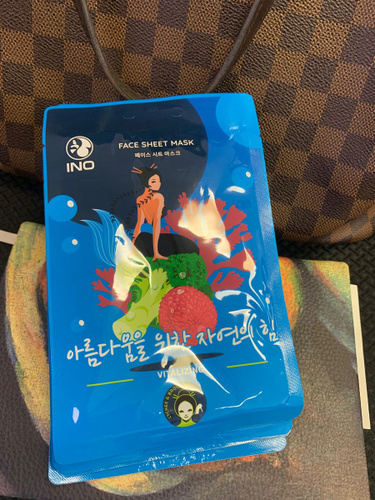 INO
FACE SHEET MASK
페이스 시트 마스크
아름다움을 위한 자연의 힘
VITALIZING